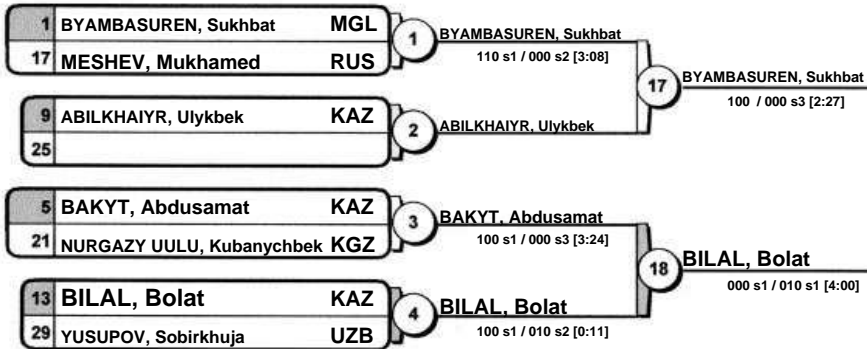 1 BYAMBASUREN, Sukhbat MGL
17 MESHEV, Mukhamed RUS
1
BYAMBASUREN, Sukhbat
110 s1 / 000 s2 [3:08]
9 ABILKHAIYR, Ulykbek KAZ
25
2
ABILKHAIYR, Ulykbek
17
BYAMBASUREN, Sukhbat
100 / 000 s3 [2:27]
5 BAKYT, Abdusamat KAZ
21 NURGAZY UULU, Kubanychbek KGZ
3
BAKYT, Abdusamat
100 s1 / 000 s3 [3:24]
13 BILAL, Bolat KAZ
29 YUSUPOV, Sobirkhuja UZB
4
BILAL, Bolat
100 s1 / 010 s2 [0:11]
18
BILAL, Bolat
000 s1 / 010 s1 [4:00]